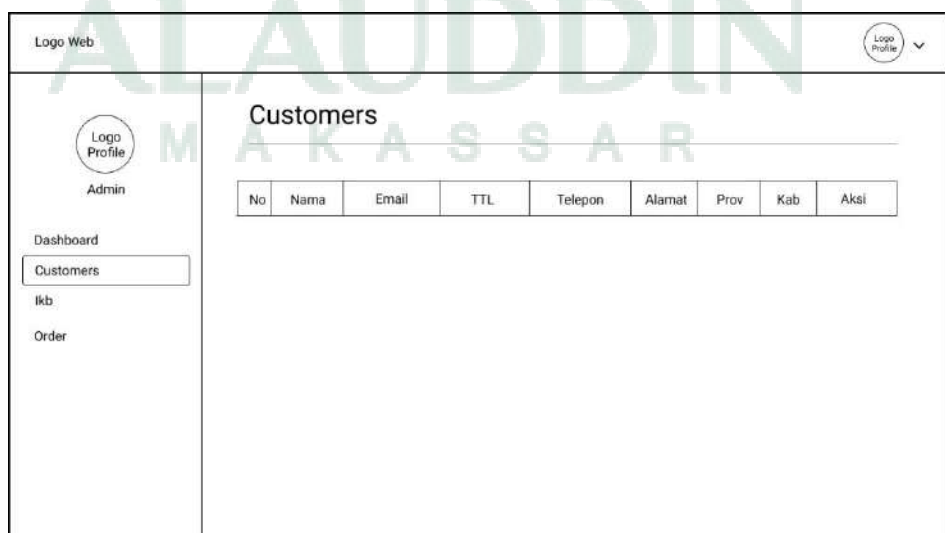 ALAUDDIN
MAKASSAR
Logo Web
Logo Profile
Logo Profile
Admin
Dashboard
Customers
Ikb
Order
Customers
No Nama Email TTL Telepon Alamat Prov Kab Aksi